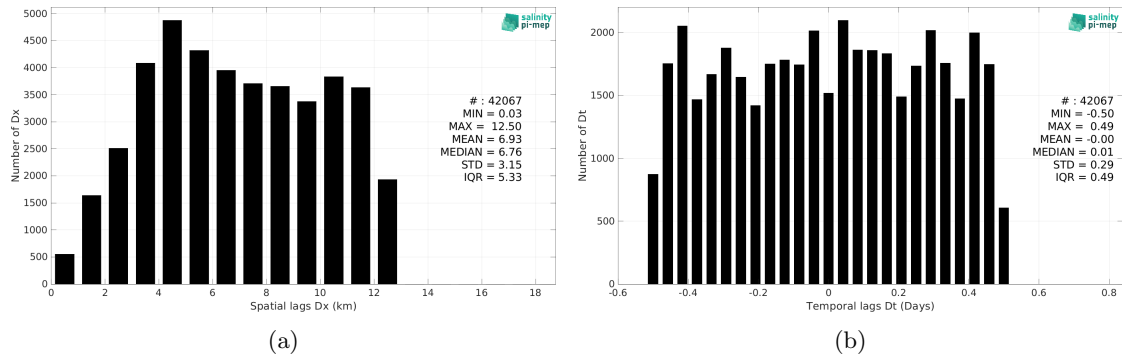 5000
4500
4000
3500
3000
2500
2000
1500
1000
500
0
Number of Dx
0 2 4 6 8 10 12 14 16 18
Spatial lags Dx (km)
salinity
pi-mep
# : 42067
MIN = 0.03
MAX = 12.50
MEAN = 6.93
MEDIAN = 6.76
STD = 3.15
IQR = 5.33
(a)
2000
1500
1000
500
0
Number of Dt
-0.6 -0.4 -0.2 0 0.2 0.4 0.6 0.8
Temporal lags Dt (Days)
salinity
pi-mep
# : 42067
MIN = -0.50
MAX = 0.49
MEAN = -0.00
MEDIAN = 0.01
STD = 0.29
IQR = 0.49
(b)